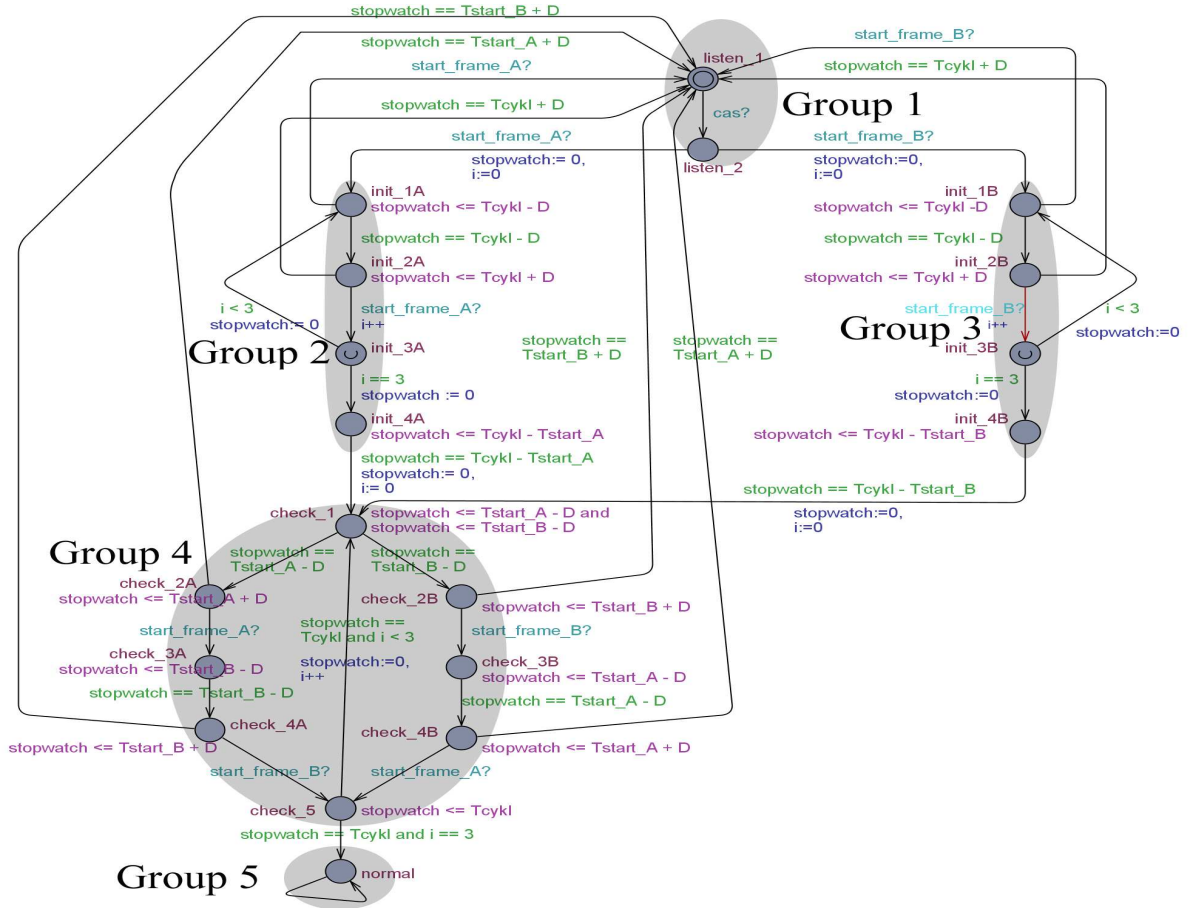 stopwatch == Tstart_B + D
stopwatch == Tstart_A + D
start_frame_A?
stopwatch == Tcykl + D
listen_1
start_frame_B?
stopwatch == Tcykl + D
Group 1
cas?
listen_2
start_frame_A?
stopwatch:= 0,
i:=0
start_frame_B?
stopwatch:=0,
i:=0
init_1A
stopwatch <= Tcykl - D
stopwatch == Tcykl - D
init_2A
stopwatch <= Tcykl + D
start_frame_A?
i++
i < 3
stopwatch:= 0
Group 2
init_3A
i == 3
stopwatch := 0
init_4A
stopwatch <= Tcykl - Tstart_A
stopwatch == Tcykl - Tstart_A
stopwatch:= 0,
i:= 0
stopwatch ==
Tstart_B + D
stopwatch ==
Tstart_A + D
init_1B
stopwatch <= Tcykl -D
stopwatch == Tcykl - D
init_2B
stopwatch <= Tcykl + D
start_frame_B?
i++
i < 3
stopwatch:=0
Group 3
init_3B
i == 3
stopwatch:=0
init_4B
stopwatch <= Tcykl - Tstart_B
stopwatch == Tcykl - Tstart_B
stopwatch:=0,
i:=0
check_1
stopwatch <= Tstart_A - D and
stopwatch <= Tstart_B - D
Group 4
stopwatch ==
Tstart_A - D
stopwatch ==
Tstart_B - D
check_2A
stopwatch <= Tstart_A + D
start_frame_A?
check_3A
stopwatch <= Tstart_B - D
stopwatch == Tstart_B - D
check_4A
stopwatch <= Tstart_B + D
start_frame_B?
stopwatch ==
Tcykl and i < 3
stopwatch:=0,
i++
check_2B
stopwatch <= Tstart_B + D
start_frame_B?
check_3B
stopwatch <= Tstart_A - D
stopwatch == Tstart_A - D
check_4B
stopwatch <= Tstart_A + D
start_frame_A?
check_5
stopwatch <= Tcykl
stopwatch == Tcykl and i == 3
Group 5
normal